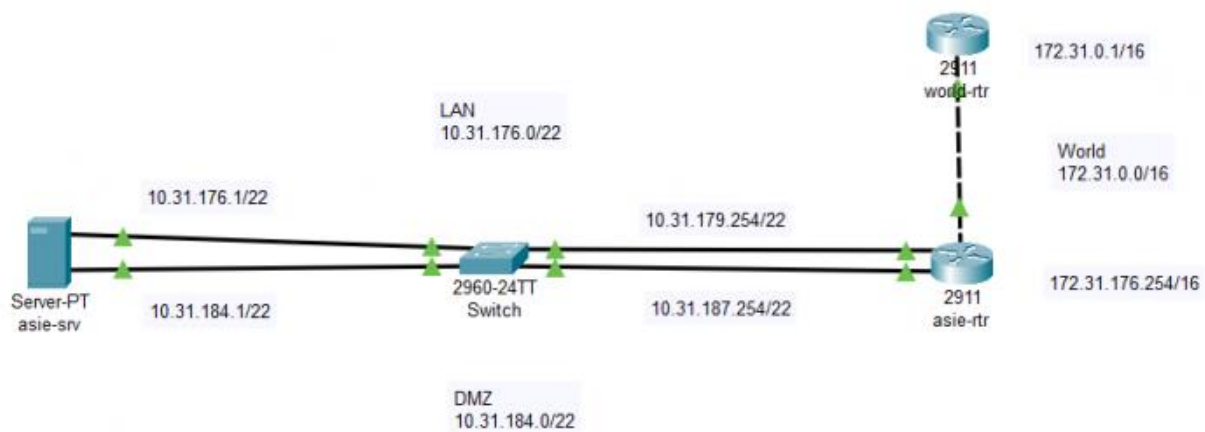 2911
world-rtr
172.31.0.1/16
LAN
10.31.176.0/22
World
172.31.0.0/16
10.31.176.1/22
10.31.179.254/22
Server-PT
asie-srv
10.31.184.1/22
2960-24TT
Switch
10.31.187.254/22
2911
asie-rtr
172.31.176.254/16
DMZ
10.31.184.0/22